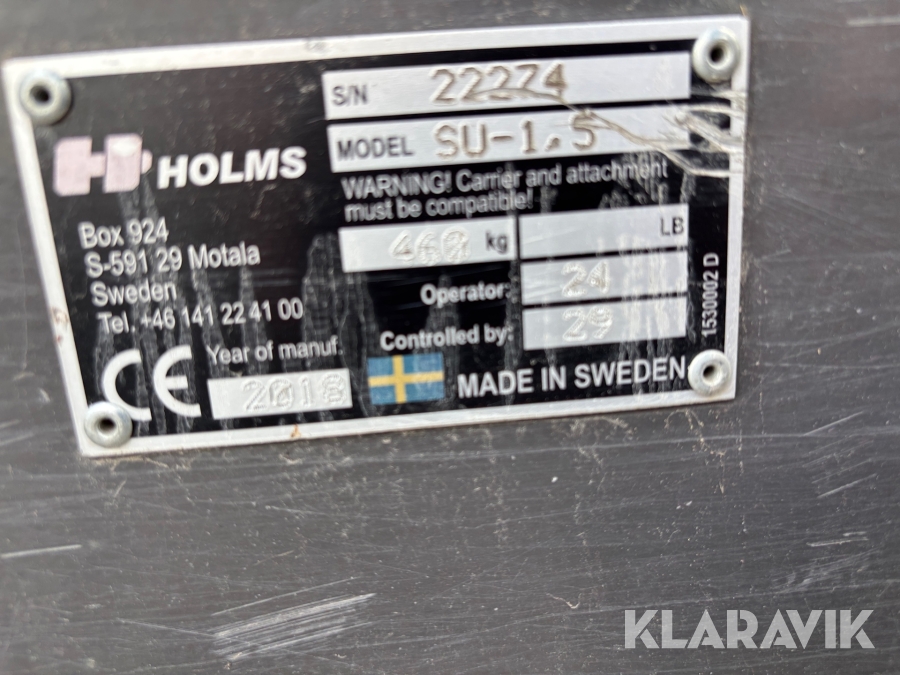 S/N 22274
MODEL SU-1,5
HOLMS
WARNING! Carrier and attachment
must be compatible!
Box 924
S-591 29 Motala
Sweden
Tel. +46 141 22 41 00
460 kg
LB
Operator: 24
Controlled by: 29
1530002 D
CE
Year of manuf.
2018
MADE IN SWEDEN
KLARAVIK